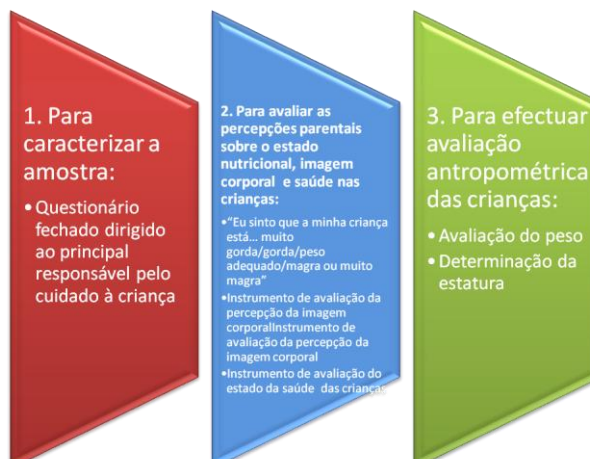 1. Para
caracterizar a
amostra:
•Questionário
fechado dirigido
ao principal
responsável pelo
cuidado à criança
2. Para avaliar as
percepções parentais
sobre o estado
nutricional, imagem
corporal e saúde nas
crianças:
•“Eu sinto que a minha criança
está... muito
gorda/gorda/peso
adequado/magra ou muito
magra”
•Instrumento de avaliação da
percepção da imagem
corporalInstrumento de
avaliação da percepção da
imagem corporal
•Instrumento de avaliação do
estado da saúde das crianças
3. Para efectuar
avaliação
antropométrica
das crianças:
•Avaliação do peso
•Determinação da
estatura